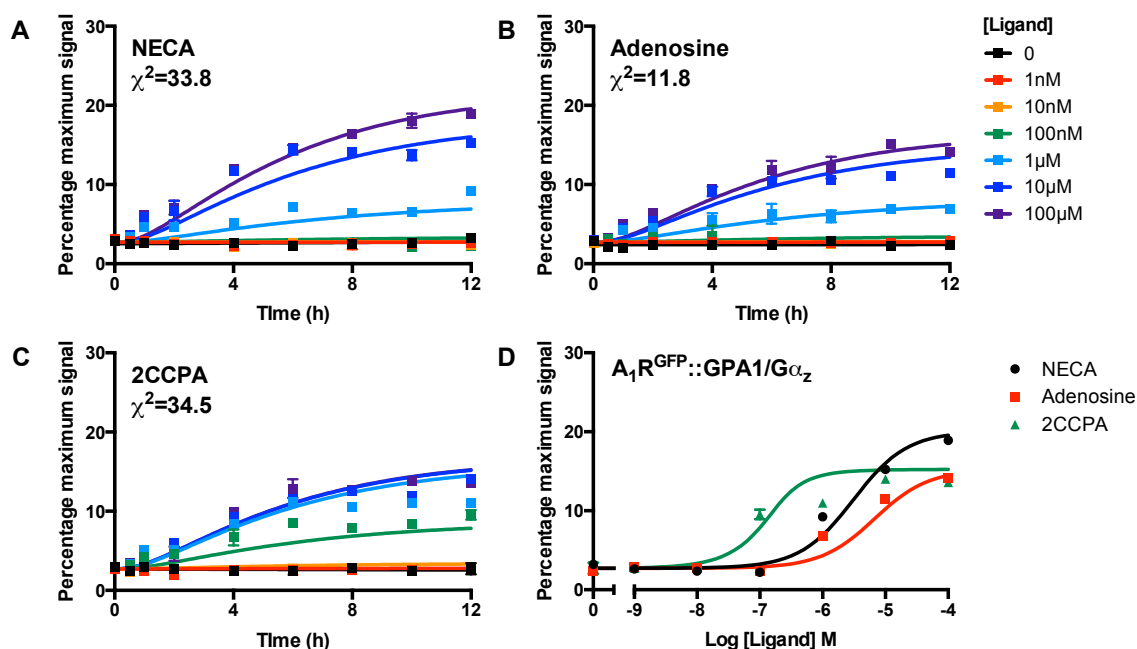 A
NECA
χ²=33.8
Percentage maximum signal
30
20
10
0
0 4 8 12
TIme (h)
B
Adenosine
χ²=11.8
Percentage maximum signal
30
20
10
0
0 4 8 12
TIme (h)
[Ligand]
0
1nM
10nM
100nM
1µM
10µM
100µM
C
2CCPA
χ²=34.5
Percentage maximum signal
30
20
10
0
0 4 8 12
TIme (h)
D
A₁Rᴳᶠᴾ::GPA1/Gα𝓏
Percentage maximum signal
30
20
10
0
0 -9 -8 -7 -6 -5 -4
Log [Ligand] M
NECA
Adenosine
2CCPA